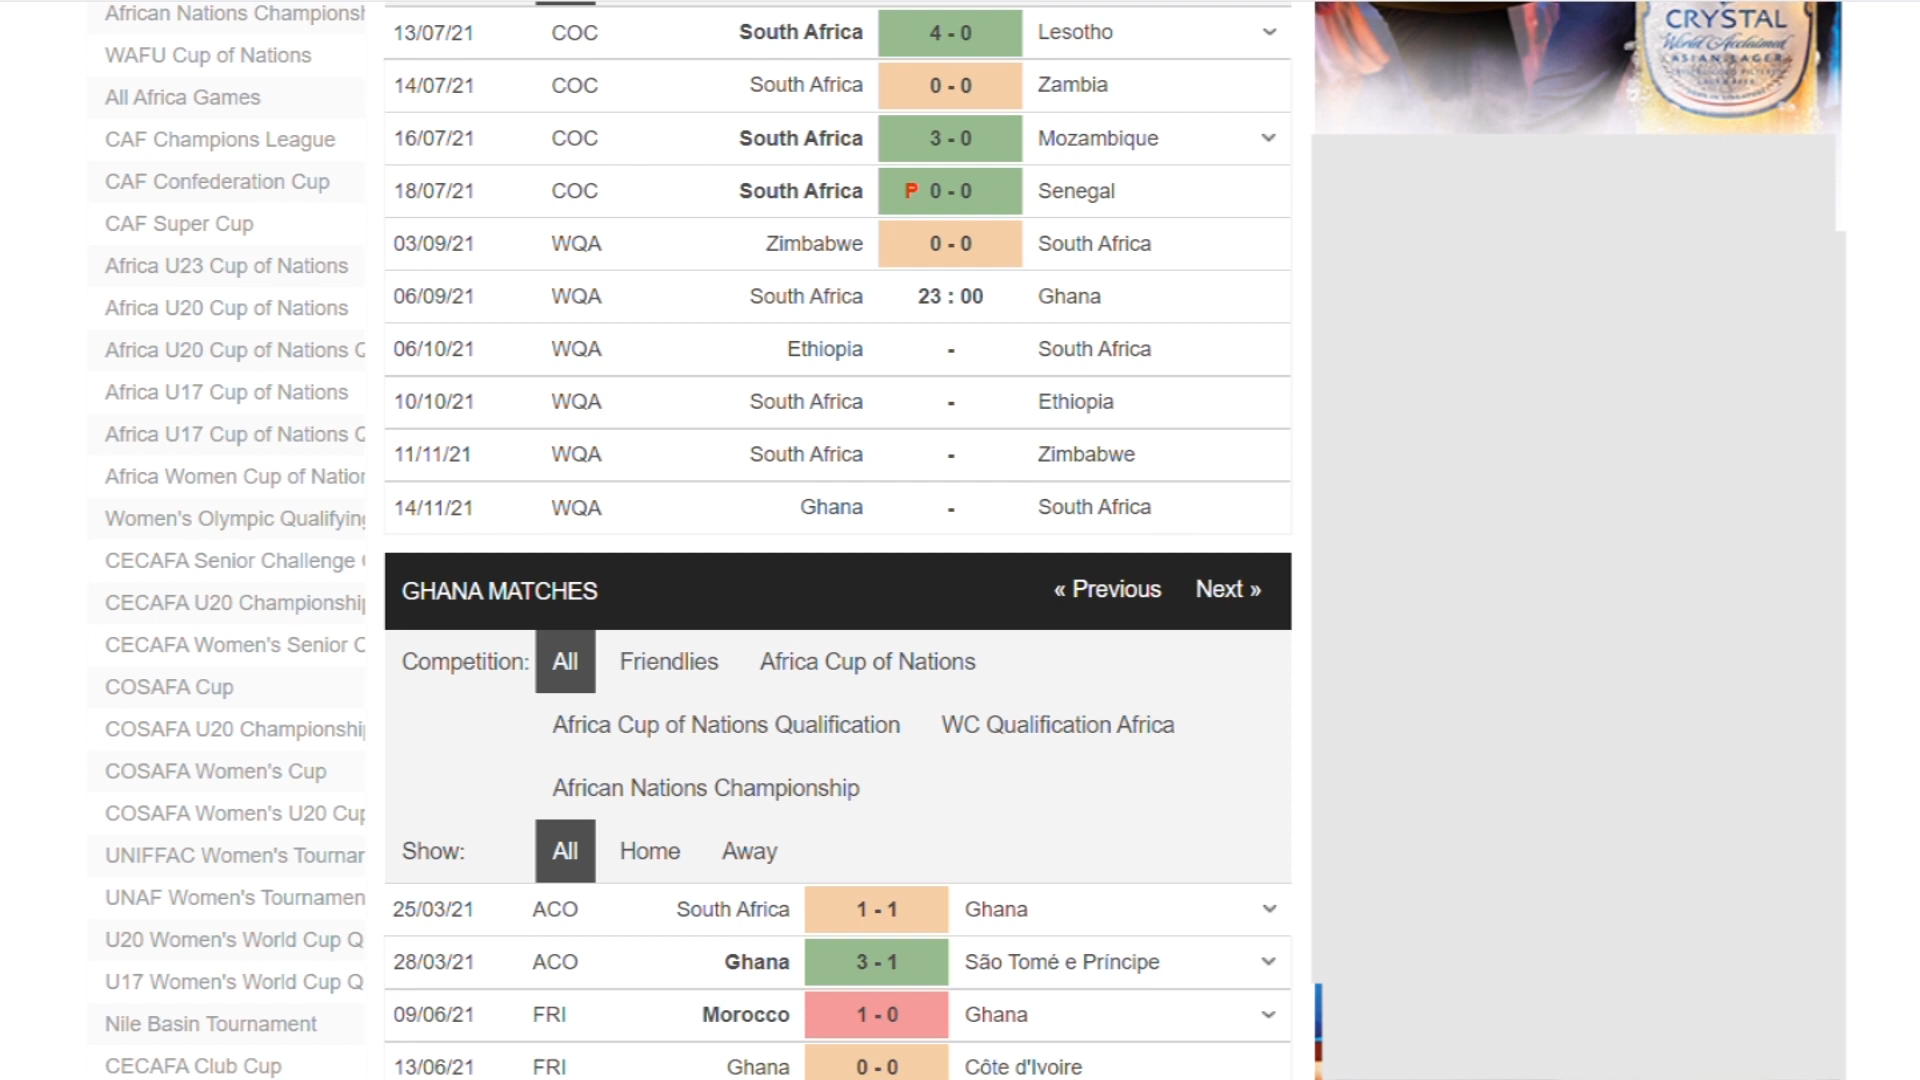 African Nations Championsh
WAFU Cup of Nations
All Africa Games
CAF Champions League
CAF Confederation Cup
CAF Super Cup
Africa U23 Cup of Nations
Africa U20 Cup of Nations
Africa U20 Cup of Nations Q
Africa U17 Cup of Nations
Africa U17 Cup of Nations Q
Africa Women Cup of Nation
Women's Olympic Qualifying
CECAFA Senior Challenge
CECAFA U20 Championship
CECAFA Women's Senior C
COSAFA Cup
COSAFA U20 Championship
COSAFA Women's Cup
COSAFA Women's U20 Cup
UNIFFAC Women's Tournam
UNAF Women's Tournamen
U20 Women's World Cup Q
U17 Women's World Cup Q
Nile Basin Tournament
CECAFA Club Cup
13/07/21 COC South Africa 4 - 0 Lesotho
14/07/21 COC South Africa 0 - 0 Zambia
16/07/21 COC South Africa 3 - 0 Mozambique
18/07/21 COC South Africa P 0 - 0 Senegal
03/09/21 WQA Zimbabwe 0 - 0 South Africa
06/09/21 WQA South Africa 23 : 00 Ghana
06/10/21 WQA Ethiopia - South Africa
10/10/21 WQA South Africa - Ethiopia
11/11/21 WQA South Africa - Zimbabwe
14/11/21 WQA Ghana - South Africa
GHANA MATCHES « Previous Next »
Competition: All Friendlies Africa Cup of Nations
Africa Cup of Nations Qualification WC Qualification Africa
African Nations Championship
Show: All Home Away
25/03/21 ACO South Africa 1 - 1 Ghana
28/03/21 ACO Ghana 3 - 1 São Tomé e Príncipe
09/06/21 FRI Morocco 1 - 0 Ghana
13/06/21 FRI Ghana 0 - 0 Côte d'Ivoire
CRYSTAL
World Acclaimed
ASIAN LAGER